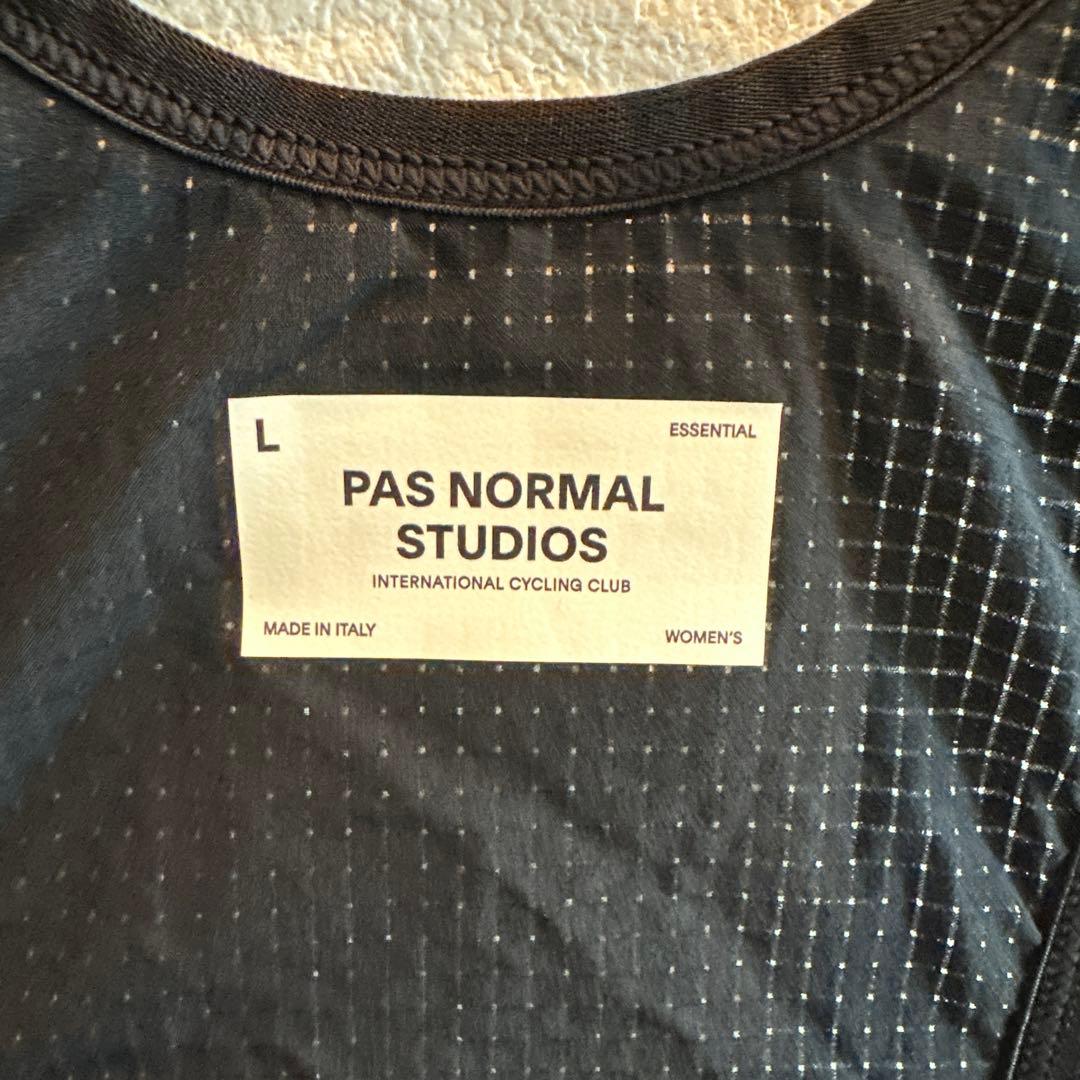 L
ESSENTIAL
PAS NORMAL
STUDIOS
INTERNATIONAL CYCLING CLUB
MADE IN ITALY
WOMEN'S